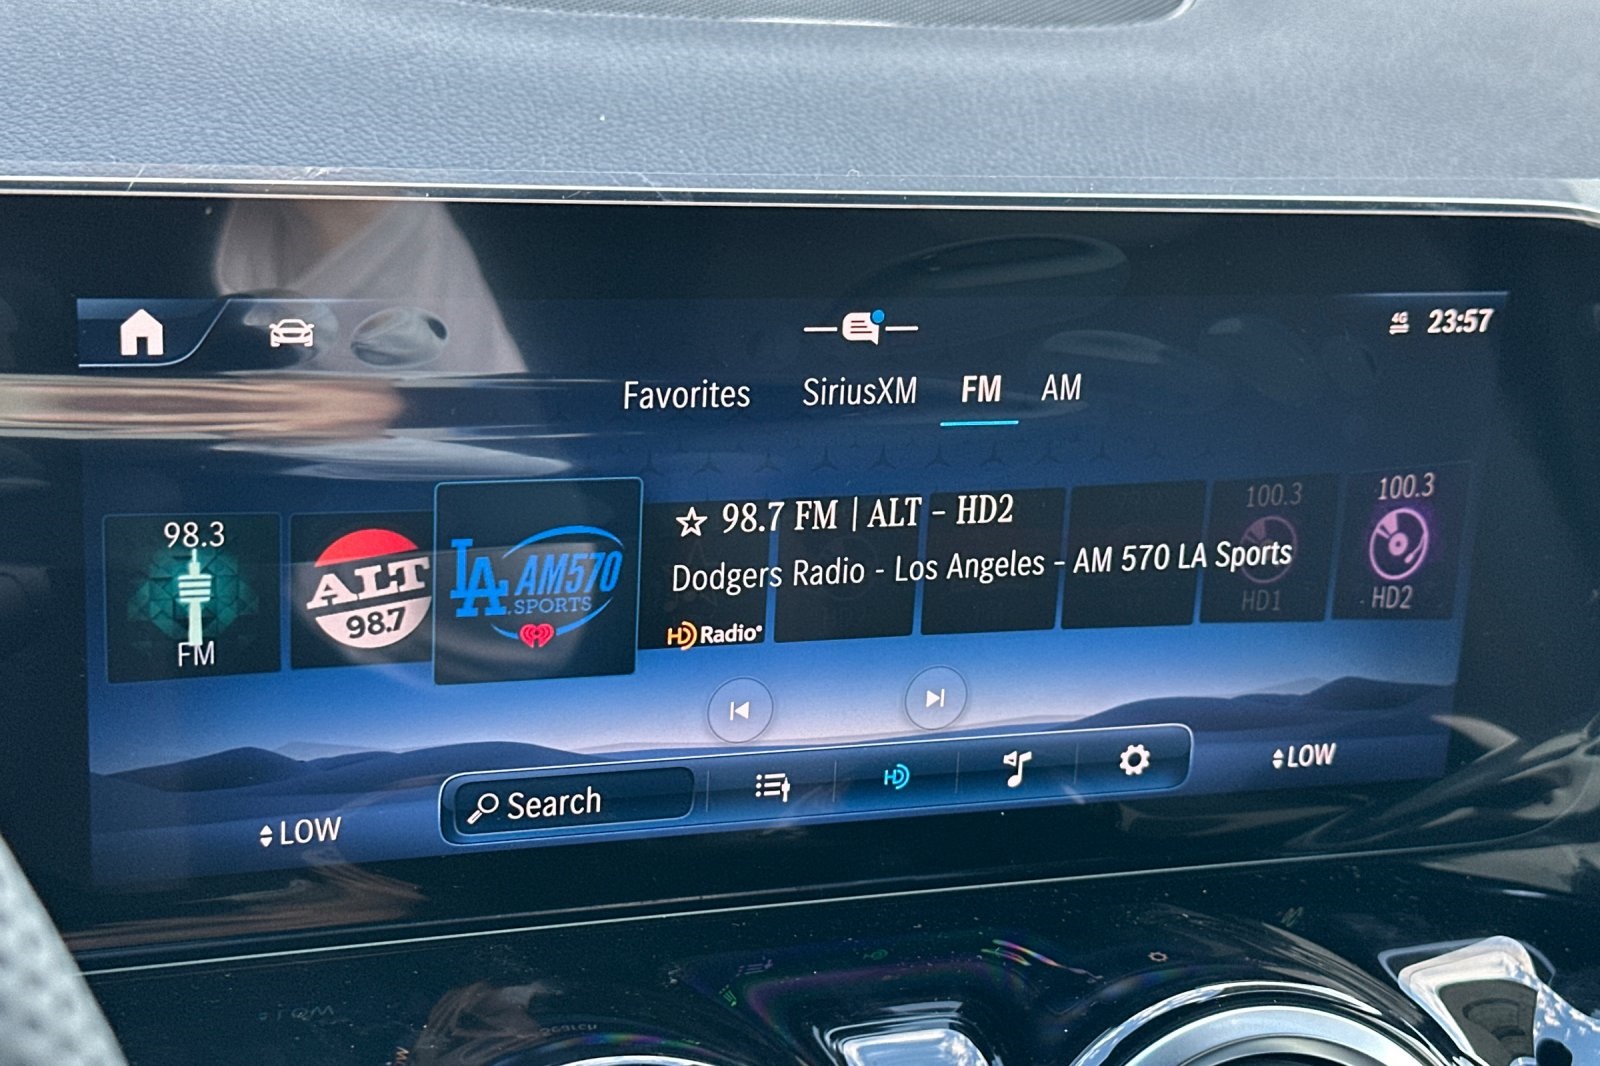 4G 23:57
Favorites SiriusXM FM AM
98.3
FM
ALT
98.7
LA AM570
SPORTS
98.7 FM | ALT - HD2
Dodgers Radio - Los Angeles - AM 570 LA Sports
HD Radio
100.3
HD1
100.3
HD2
LOW
Search
HD
LOW